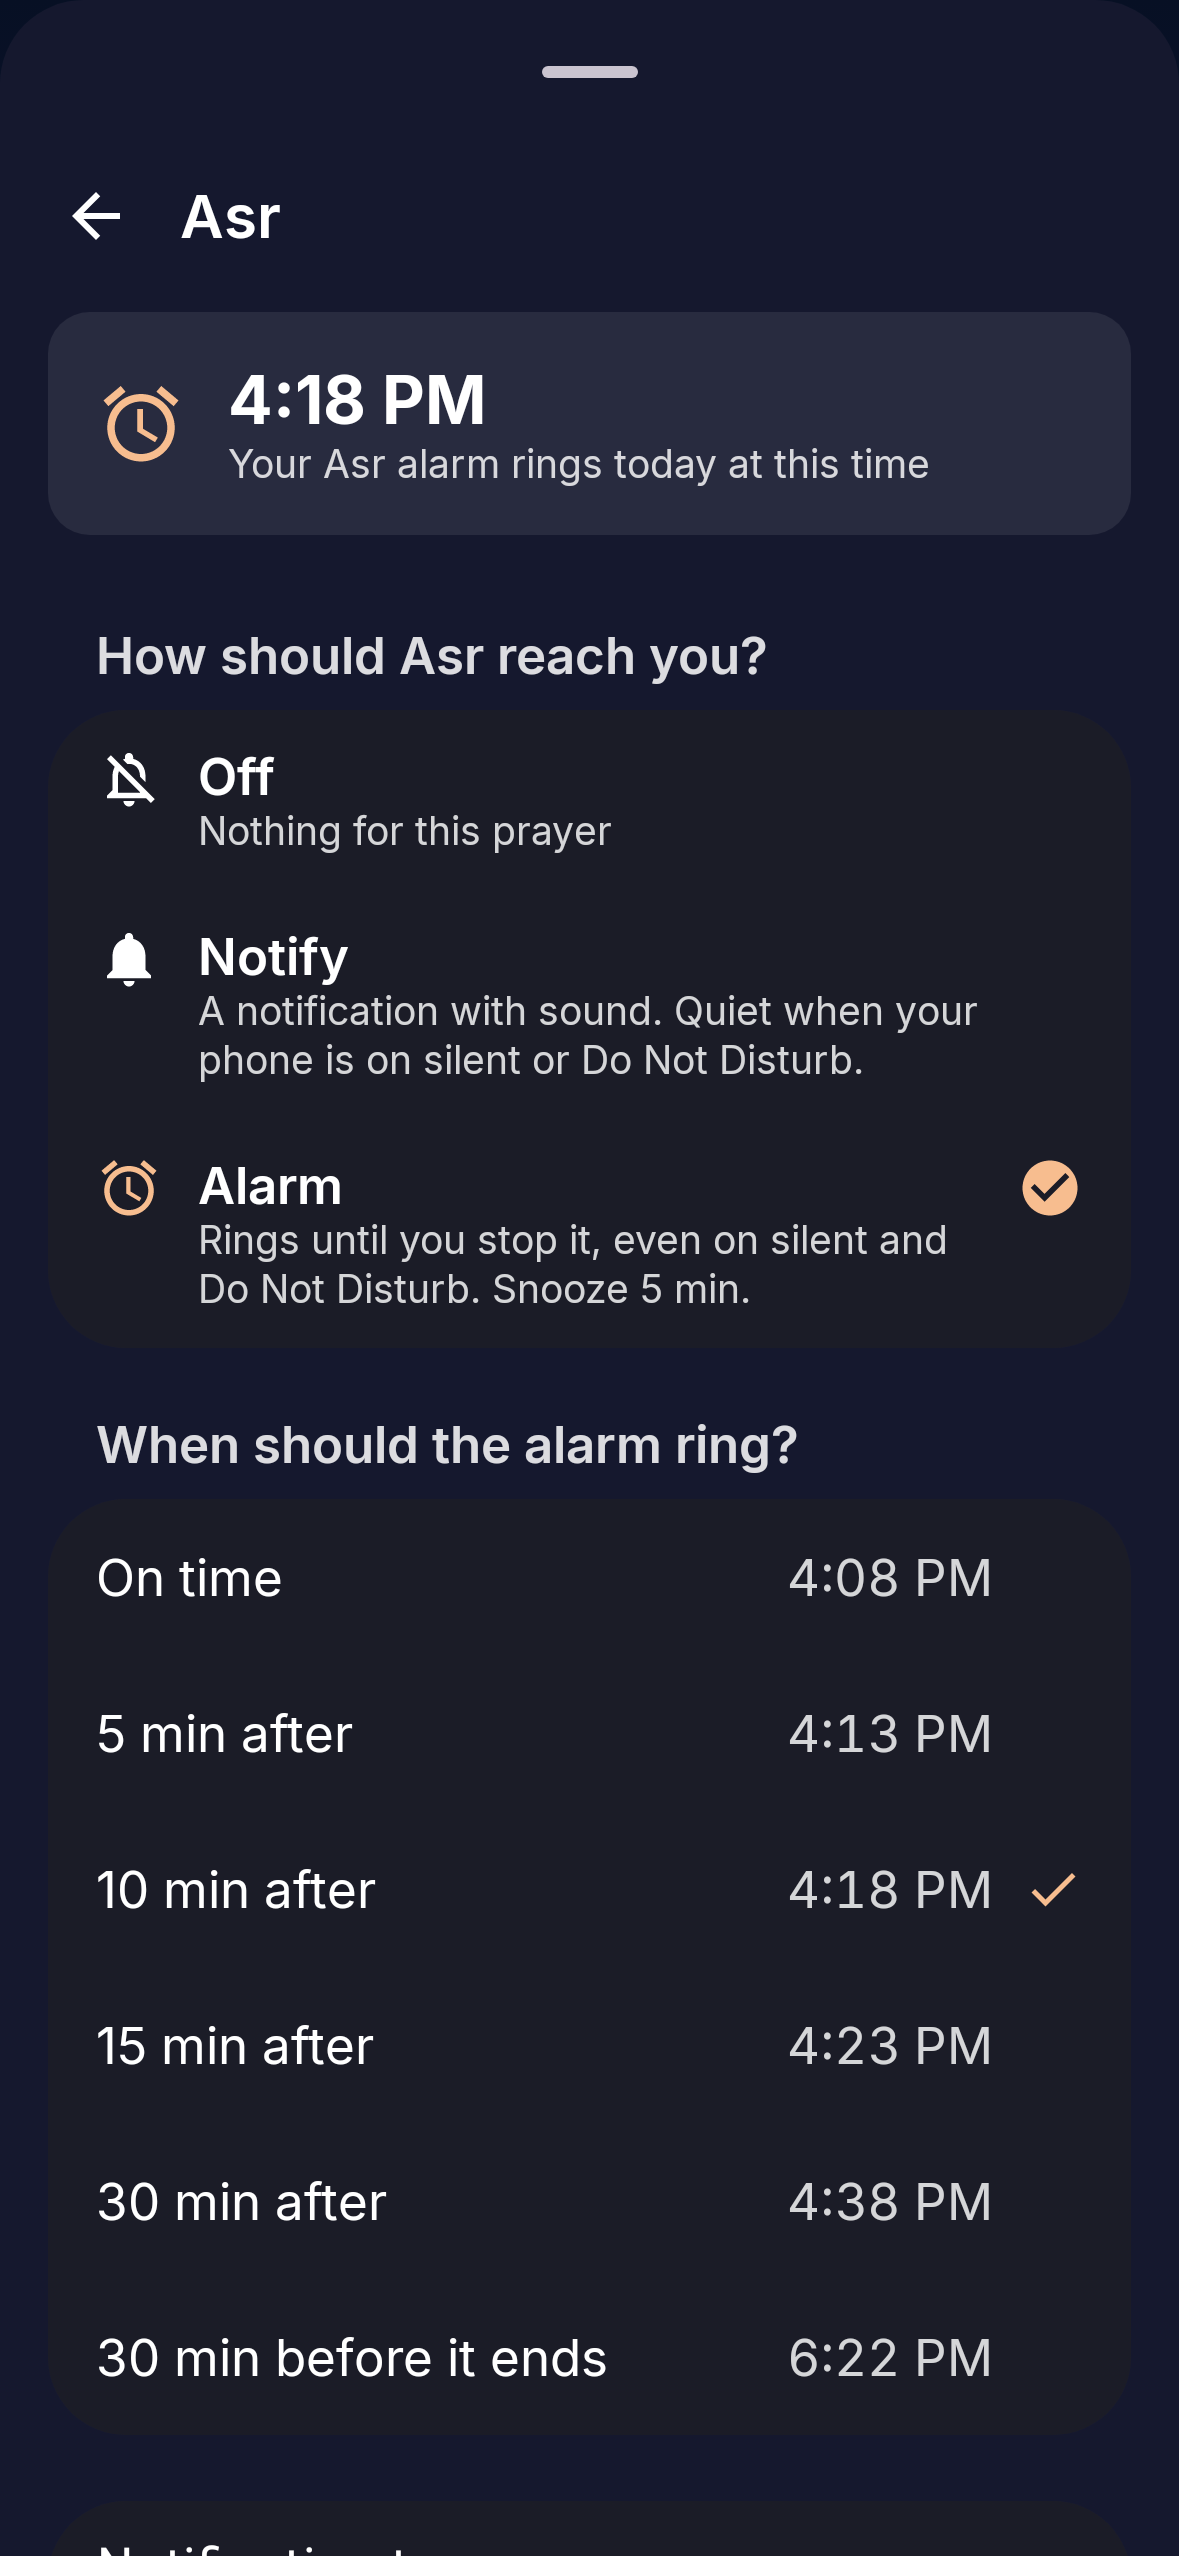 Asr
4:18 PM
Your Asr alarm rings today at this time
How should Asr reach you?
Off
Nothing for this prayer
Notify
A notification with sound. Quiet when your
phone is on silent or Do Not Disturb.
Alarm
Rings until you stop it, even on silent and
Do Not Disturb. Snooze 5 min.
When should the alarm ring?
On time 4:08 PM
5 min after 4:13 PM
10 min after 4:18 PM
15 min after 4:23 PM
30 min after 4:38 PM
30 min before it ends 6:22 PM